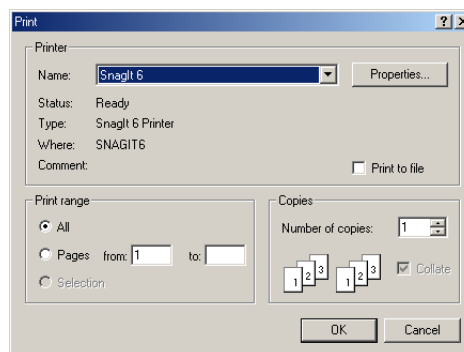 Print
Printer
Name: SnagIt 6 Properties...
Status: Ready
Type: SnagIt 6 Printer
Where: SNAGIT6
Comment: Print to file
Print range
All
Pages from: 1 to:
Selection
Copies
Number of copies: 1
1 2 3 1 2 3
Collate
OK Cancel